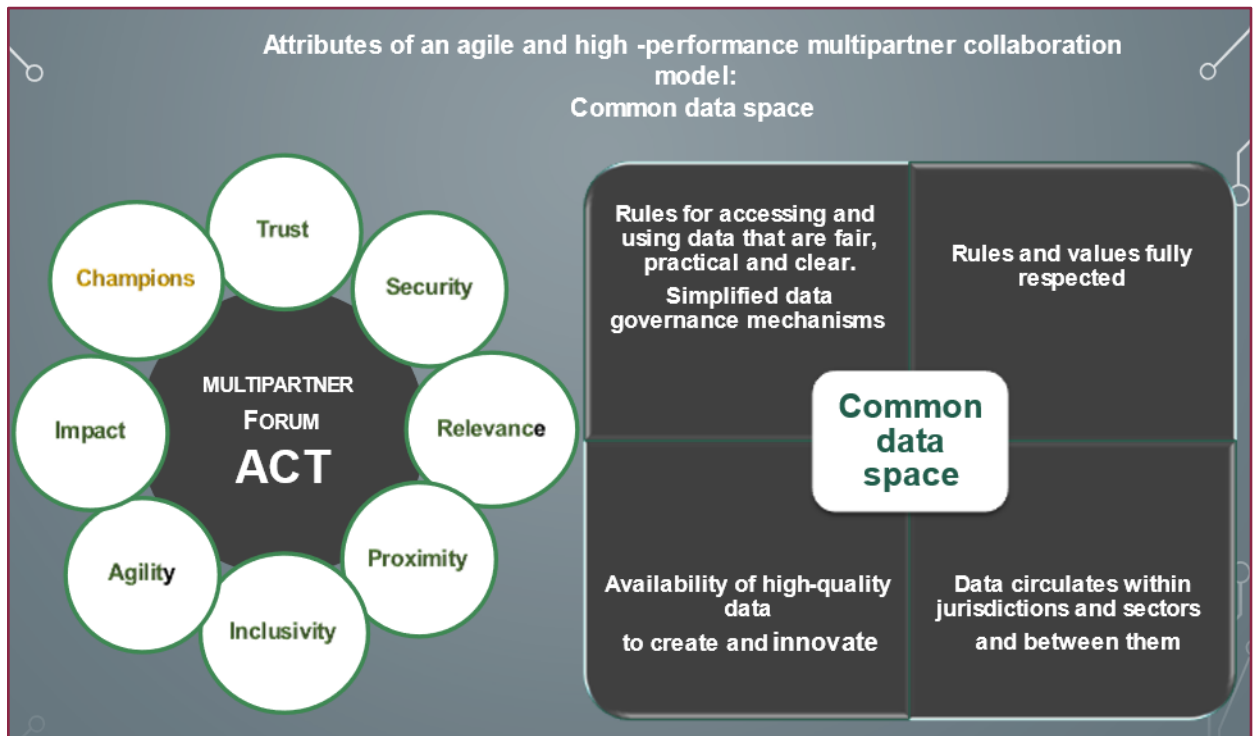 Attributes of an agile and high -performance multipartner collaboration
model:
Common data space
Trust
Security
Relevance
Proximity
Inclusivity
Agility
Impact
Champions
MULTIPARTNER
FORUM
ACT
Rules for accessing and
using data that are fair,
practical and clear.
Simplified data
governance mechanisms
Rules and values fully
respected
Common
data
space
Availability of high-quality
data
to create and innovate
Data circulates within
jurisdictions and sectors
and between them